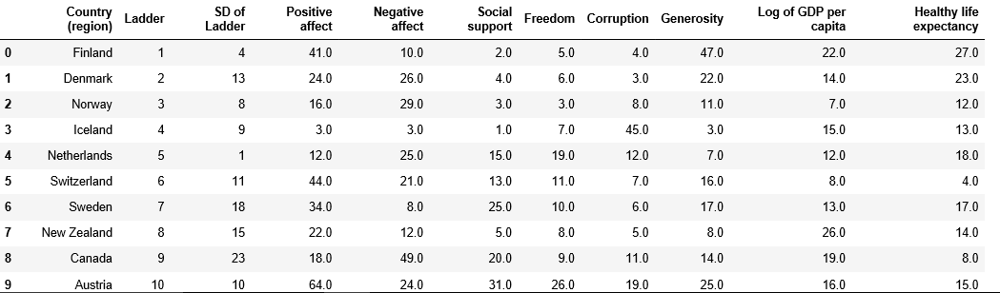 Country (region) Ladder SD of Ladder Positive affect Negative affect Social support Freedom Corruption Generosity Log of GDP per capita Healthy life expectancy
0 Finland 1 4 41.0 10.0 2.0 5.0 4.0 47.0 22.0 27.0
1 Denmark 2 13 24.0 26.0 4.0 6.0 3.0 22.0 14.0 23.0
2 Norway 3 8 16.0 29.0 3.0 3.0 8.0 11.0 7.0 12.0
3 Iceland 4 9 3.0 3.0 1.0 7.0 45.0 3.0 15.0 13.0
4 Netherlands 5 1 12.0 25.0 15.0 19.0 12.0 7.0 12.0 18.0
5 Switzerland 6 11 44.0 21.0 13.0 11.0 7.0 16.0 8.0 4.0
6 Sweden 7 18 34.0 8.0 25.0 10.0 6.0 17.0 13.0 17.0
7 New Zealand 8 15 22.0 12.0 5.0 8.0 5.0 8.0 26.0 14.0
8 Canada 9 23 18.0 49.0 20.0 9.0 11.0 14.0 19.0 8.0
9 Austria 10 10 64.0 24.0 31.0 26.0 19.0 25.0 16.0 15.0